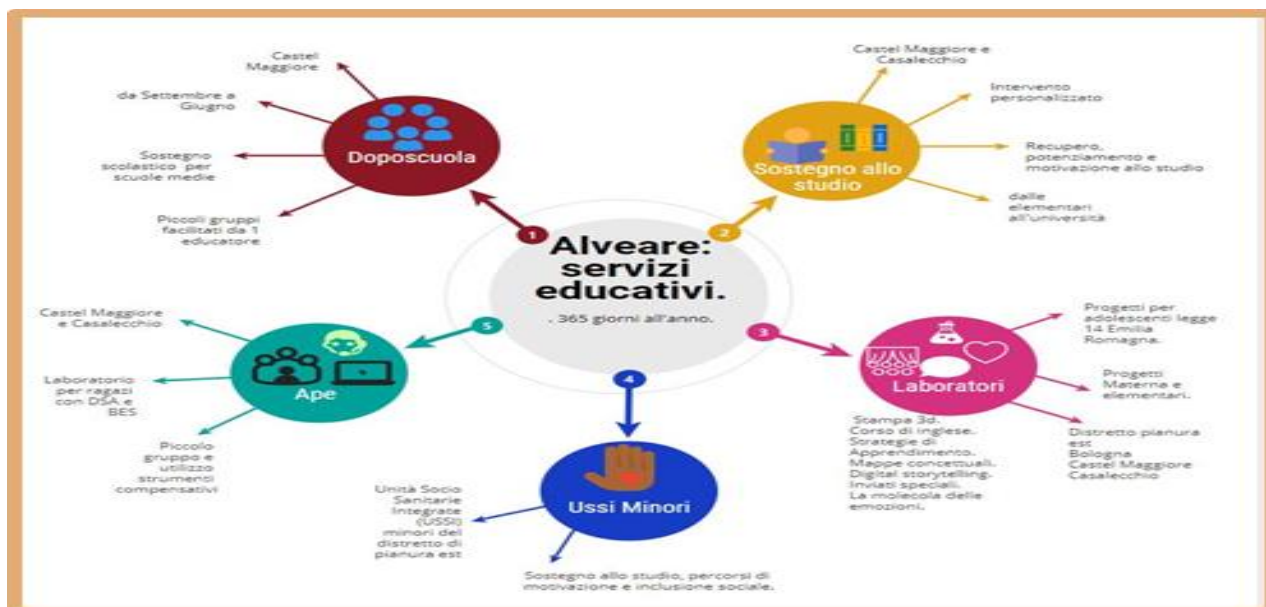 Alveare:
servizi
educativi.
. 365 giorni all'anno.
1
Doposcuola
Castel
Maggiore
da Settembre a
Giugno
Sostegno
scolastico per
scuole medie
Piccoli gruppi
facilitati da 1
educatore
2
Sostegno allo
studio
Castel Maggiore e
Casalecchio
Intervento
personalizzato
Recupero,
potenziamento e
motivazione allo studio
dalle
elementari
all'università
3
Laboratori
Progetti per
adolescenti legge
14 Emilia
Romagna.
Progetti
Materna e
elementari.
Distretto pianura
est
Bologna
Castel Maggiore
Casalecchio
Stampa 3d.
Corso di inglese.
Strategie di
Apprendimento.
Mappe concettuali.
Digital storytelling.
Inviati speciali.
La molecola delle
emozioni.
4
Ussi Minori
Unità Socio
Sanitarie
Integrate
(USSI)
minori del
distretto di
pianura est
Sostegno allo studio, percorsi di
motivazione e inclusione sociale.
5
Ape
Castel Maggiore
e Casalecchio
Laboratorio
per ragazi
con DSA e
BES
Piccolo
gruppo e
utilizzo
strumenti
compensativi